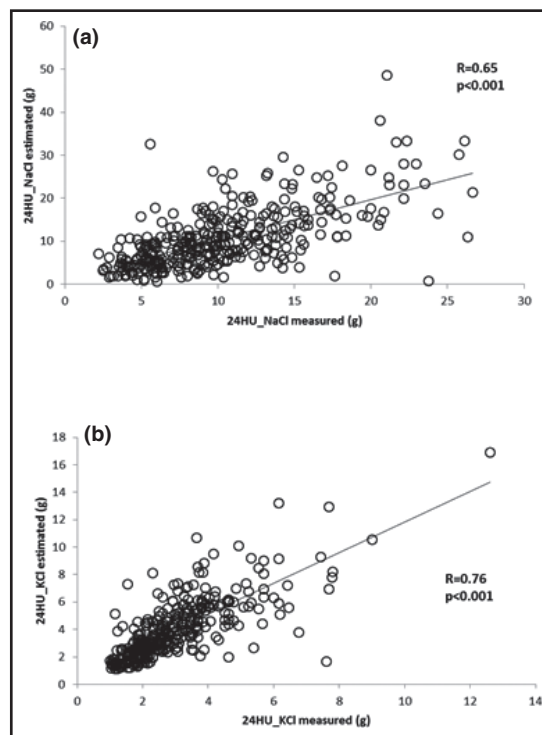 (a)
60
R=0.65
p<0.001
50
40
30
20
10
0
24HU_NaCl estimated (g)
0 5 10 15 20 25 30
24HU_NaCl measured (g)
(b)
18
16
14
12
10
8
6
4
2
0
24HU_KCl estimated (g)
R=0.76
p<0.001
0 2 4 6 8 10 12 14
24HU_KCl measured (g)